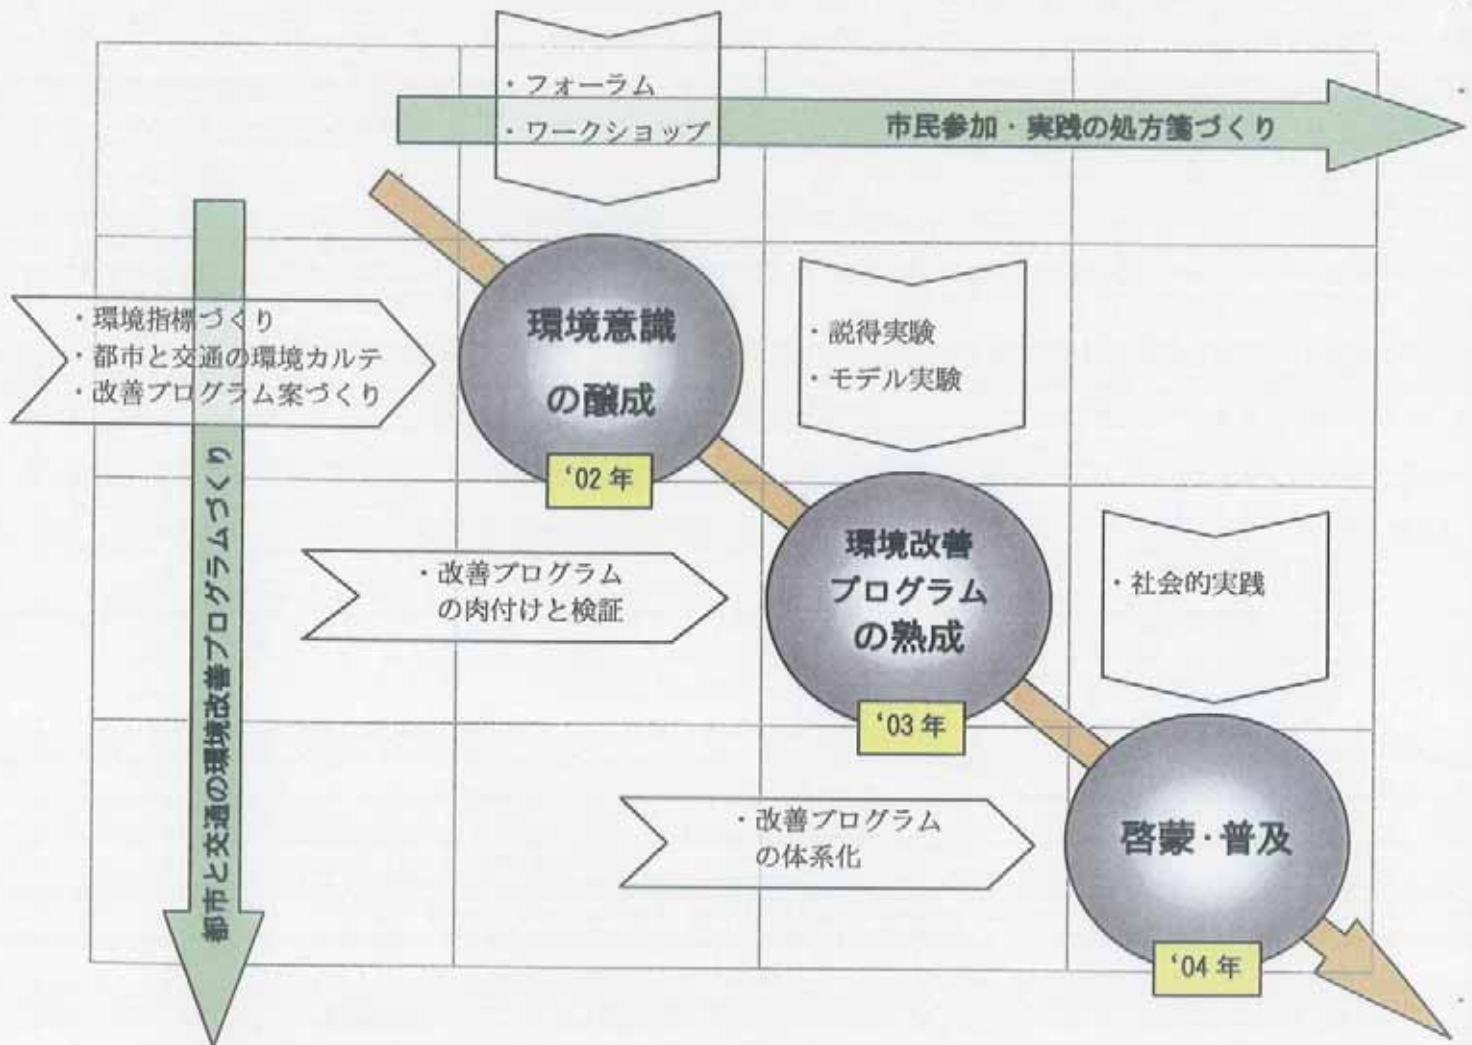 ・フォーラム
・ワークショップ
市民参加・実践の処方箋づくり
・環境指標づくり
・都市と交通の環境カルテ
・改善プログラム案づくり
環境意識
の醸成
‘02 年
・説得実験
・モデル実験
都市と交通の環境改善プログラムづくり
・改善プログラム
の肉付けと検証
環境改善
プログラム
の熟成
‘03 年
・社会的実践
・改善プログラム
の体系化
啓蒙・普及
‘04 年